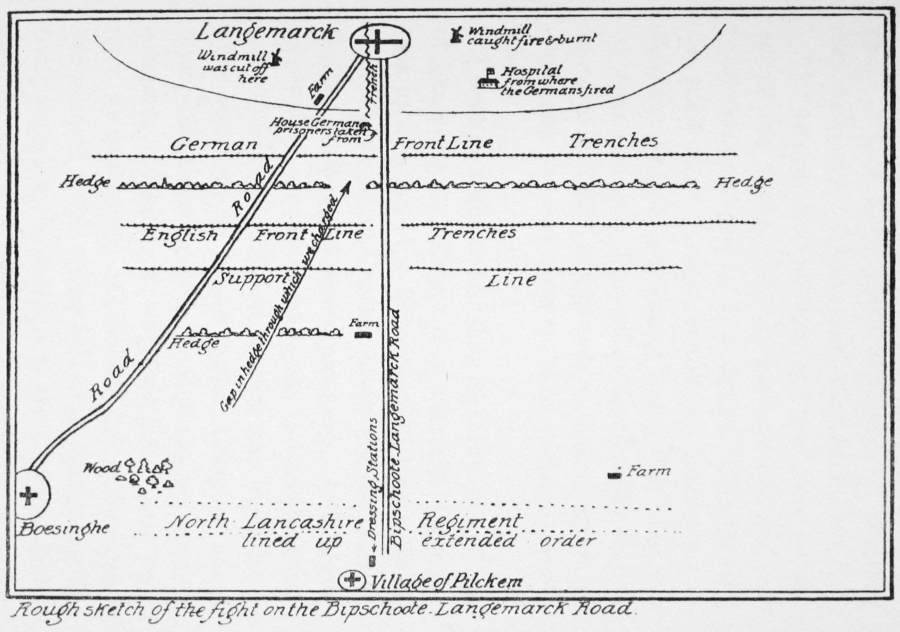 Langemarck
Windmill
was cut off
here
Windmill
caught fire & burnt
Hospital
from where
the Germans fired
Farm
House German
prisoners taken
from
German Front Line Trenches
Hedge
Hedge
Road
English Front Line Trenches
Support Line
Gap in hedge through which we charged
Farm
Hedge
Road
Bipschoote-Langemarck Road
Dressing Stations
Wood
Farm
Boesinghe
North Lancashire Regiment
lined up extended order
Village of Pilckem
Rough sketch of the fight on the Bipschoote-Langemarck Road.